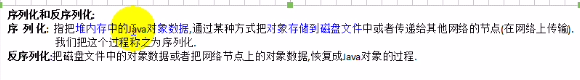 序列化和反序列化:
序 列 化: 指把堆内存中的Java对象数据,通过某种方式把对象存储到磁盘文件中或者传递给其他网络的节点(在网络上传输).
我们把这个过程称之为序列化.
反序列化:把磁盘文件中的对象数据或者把网络节点上的对象数据,恢复成Java对象的过程.